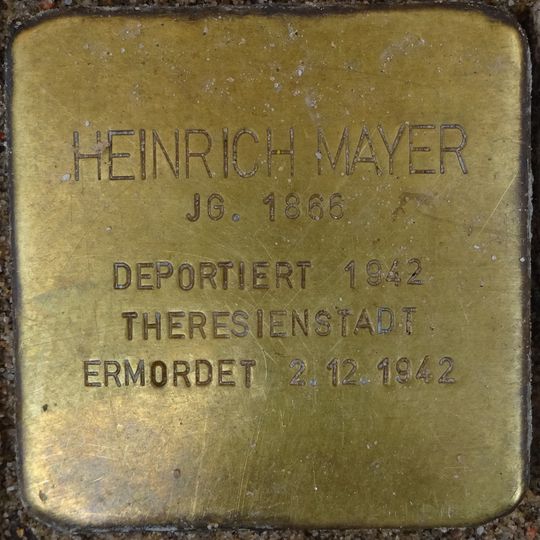 HEINRICH MAYER
JG. 1866
DEPORTIERT 1942
THERESIENSTADT
ERMORDET 2.12.1942